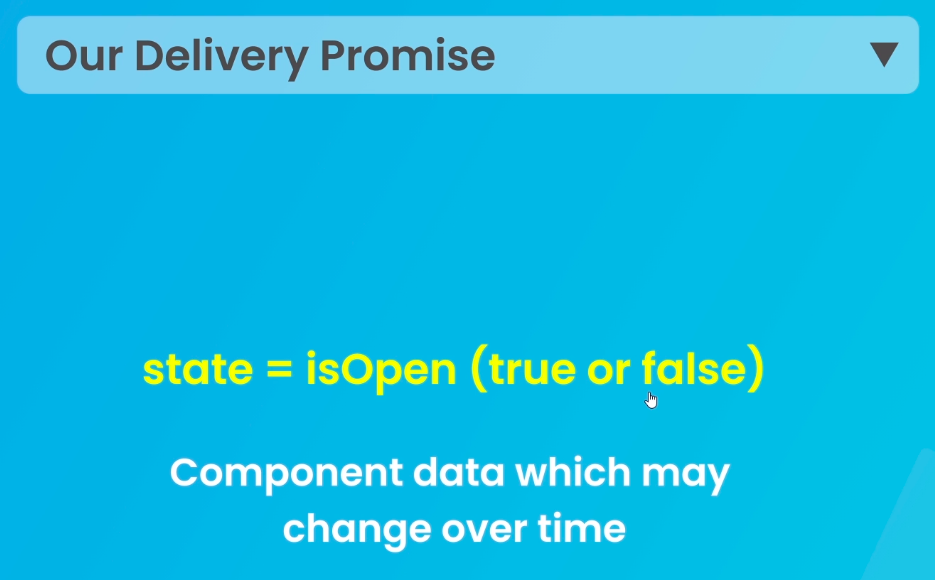 Our Delivery Promise
state = isOpen (true or false)
Component data which may
change over time